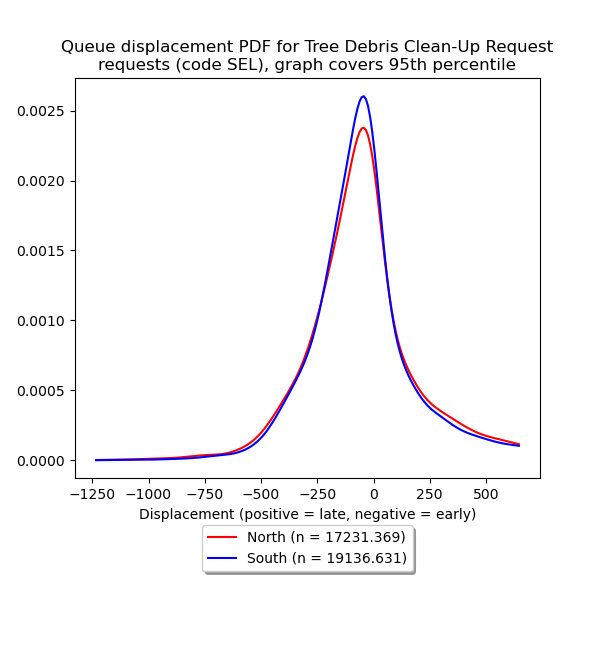 Queue displacement PDF for Tree Debris Clean-Up Request
requests (code SEL), graph covers 95th percentile
0.0025
0.0020
0.0015
0.0010
0.0005
0.0000
−1250 −1000 −750 −500 −250 0 250 500
Displacement (positive = late, negative = early)
North (n = 17231.369)
South (n = 19136.631)